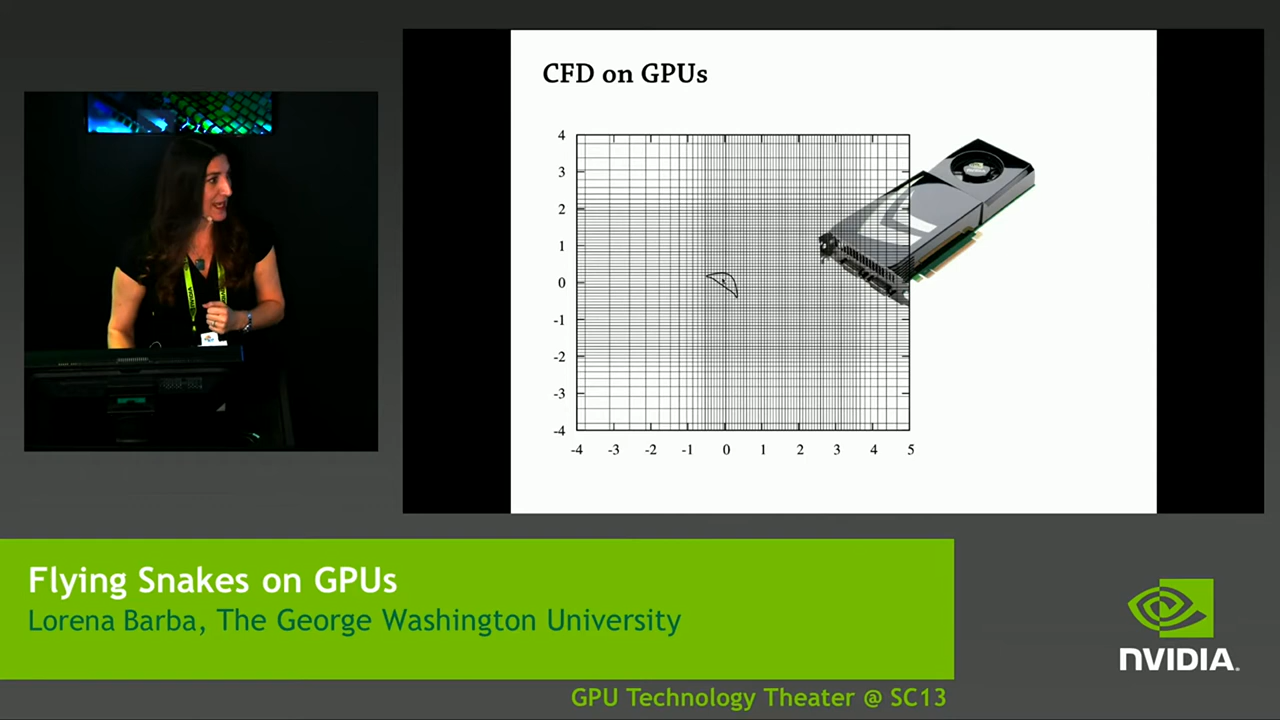 CFD on GPUs
4
3
2
1
0
-1
-2
-3
-4
-4 -3 -2 -1 0 1 2 3 4 5
Flying Snakes on GPUs
Lorena Barba, The George Washington University
NVIDIA.
GPU Technology Theater @ SC13